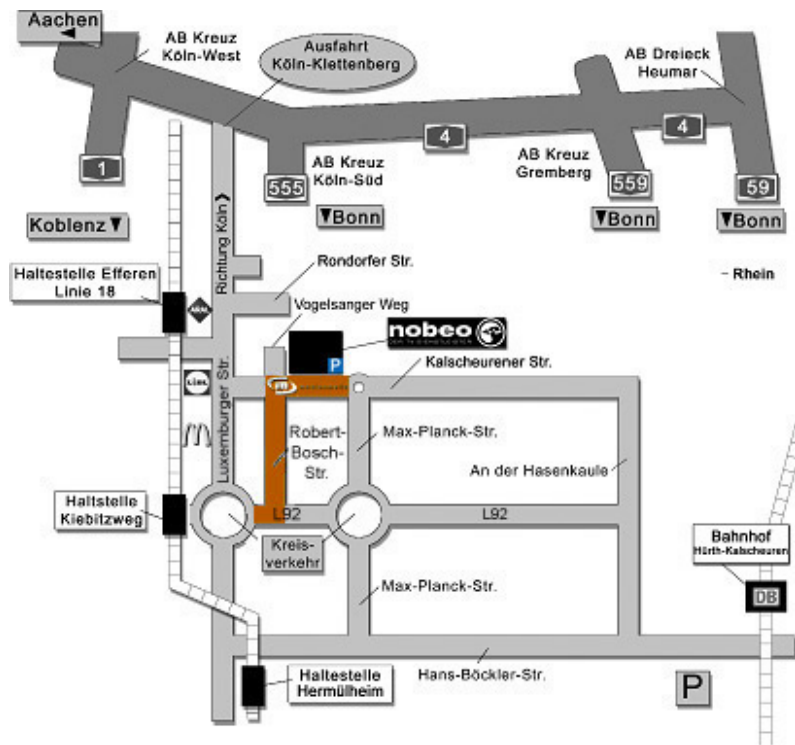 Aachen
AB Kreuz
Köln-West
Ausfahrt
Köln-Klettenberg
AB Dreieck
Heumar
4
4
1
AB Kreuz
Köln-Süd
AB Kreuz
Gremberg
555
559
59
Koblenz
Bonn
Bonn
Bonn
Richtung Köln
Rondorfer Str.
Haltestelle Efferen
Linie 18
- Rhein
Vogelsanger Weg
nobeo
P
Kalscheurener Str.
Luxemburger Str.
Robert-
Bosch-
Str.
Max-Planck-Str.
An der Hasenkaule
Haltstelle
Kiebitzweg
L92
L92
Kreis-
verkehr
Bahnhof
Hürth-Kalscheuren
DB
Max-Planck-Str.
Haltestelle
Hermülheim
Hans-Böckler-Str.
P